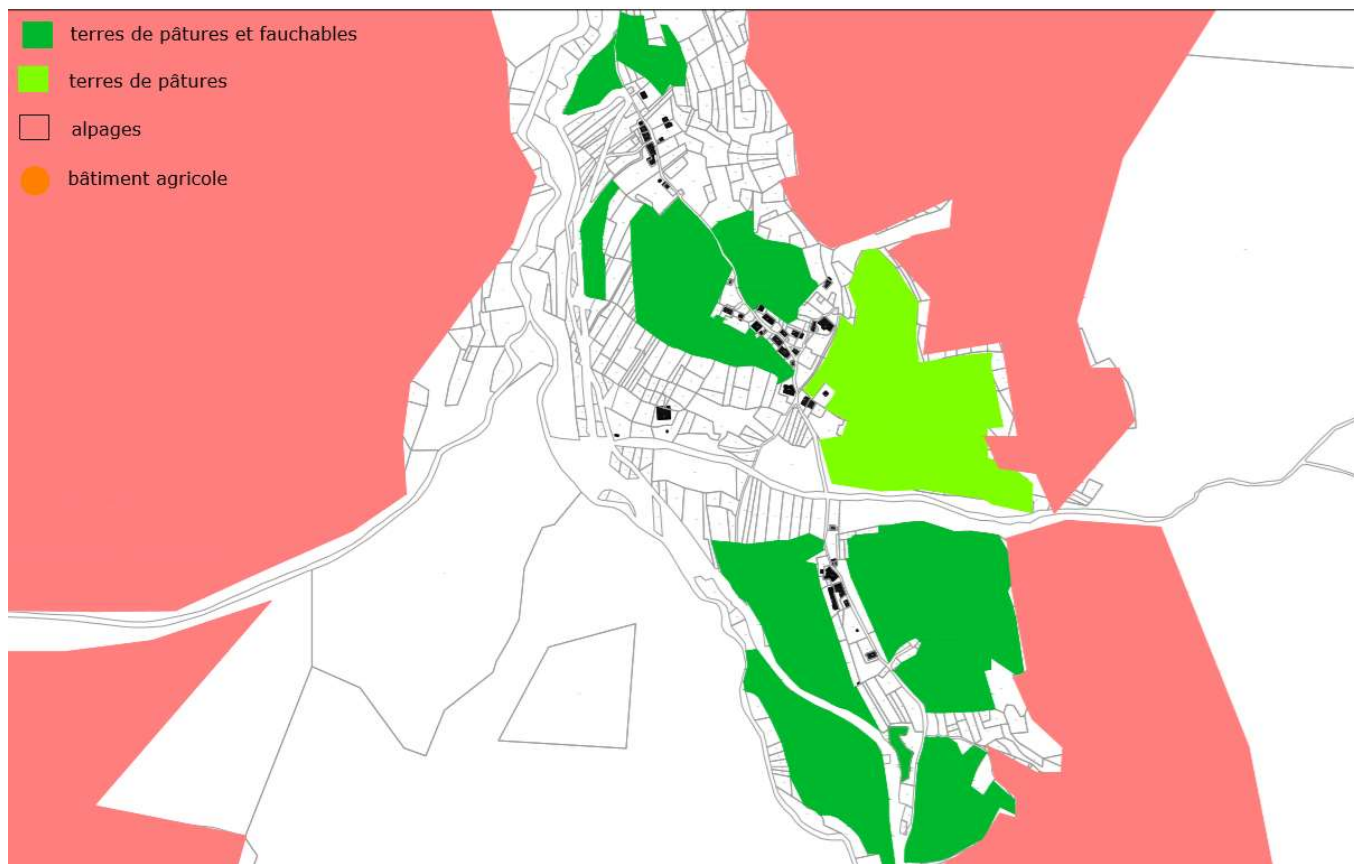 terres de pâtures et fauchables
terres de pâtures
alpages
bâtiment agricole